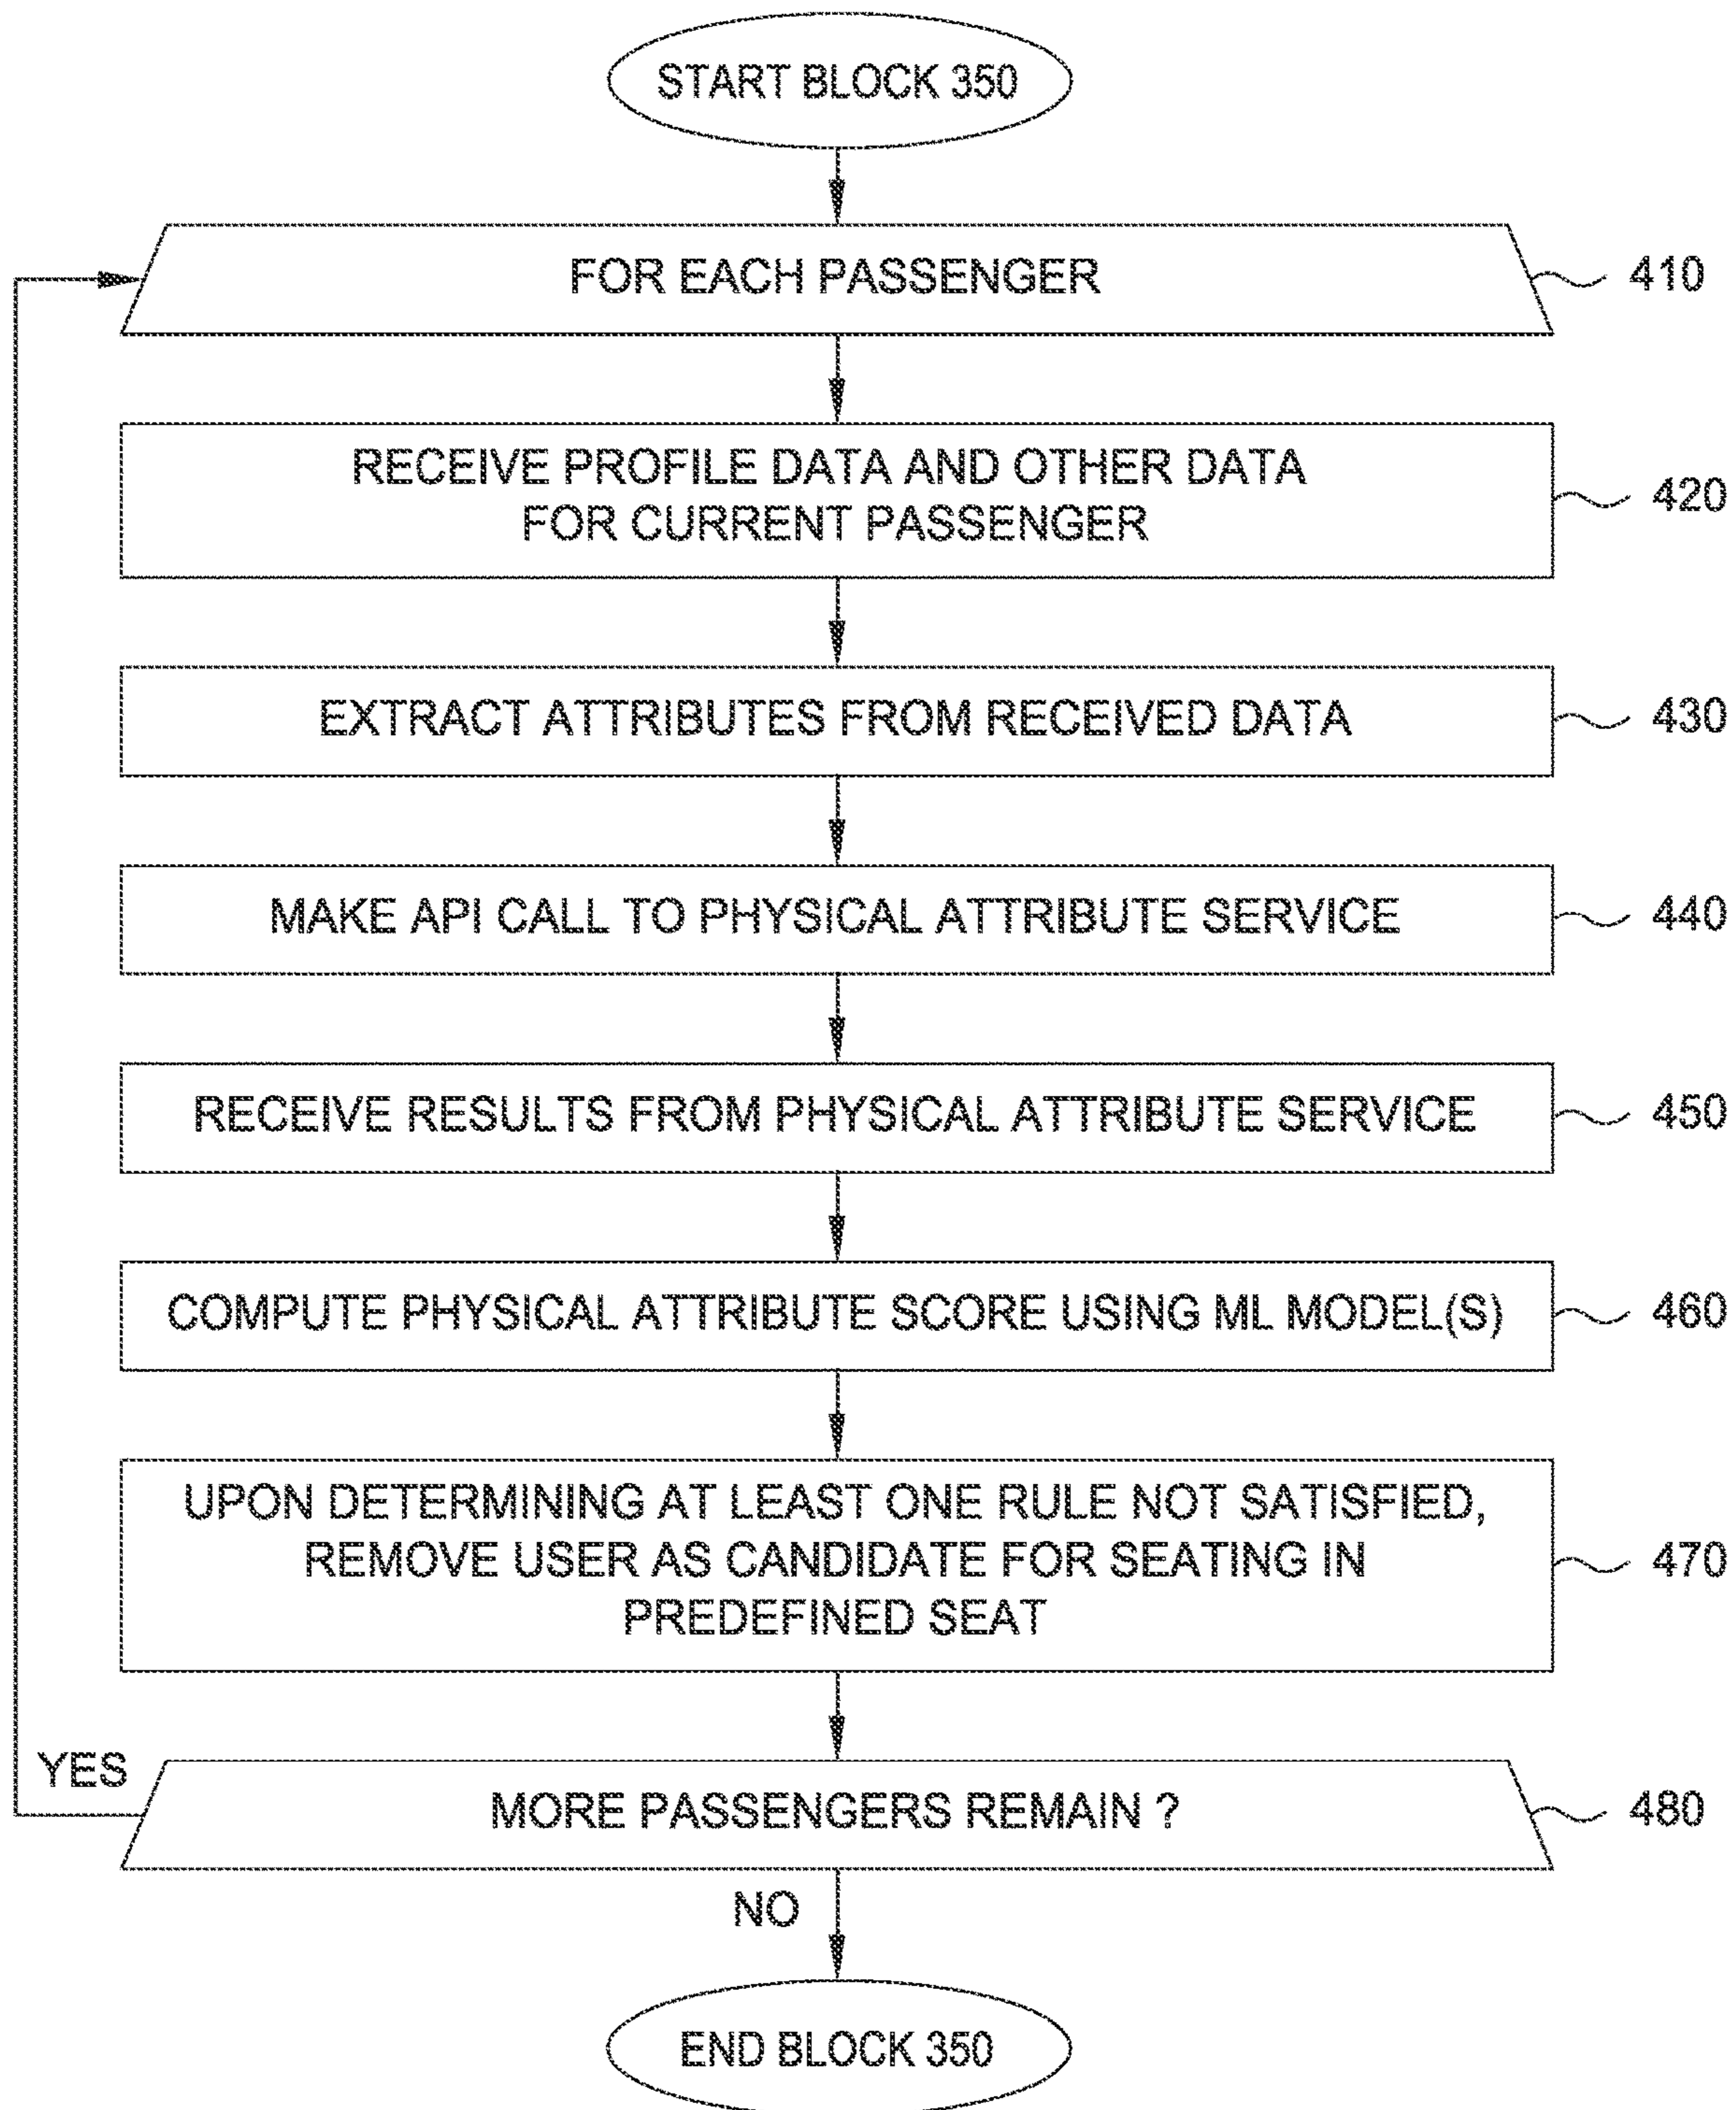 START BLOCK 350
FOR EACH PASSENGER
410
RECEIVE PROFILE DATA AND OTHER DATA
FOR CURRENT PASSENGER
420
EXTRACT ATTRIBUTES FROM RECEIVED DATA
430
MAKE API CALL TO PHYSICAL ATTRIBUTE SERVICE
440
RECEIVE RESULTS FROM PHYSICAL ATTRIBUTE SERVICE
450
COMPUTE PHYSICAL ATTRIBUTE SCORE USING ML MODEL(S)
460
UPON DETERMINING AT LEAST ONE RULE NOT SATISFIED,
REMOVE USER AS CANDIDATE FOR SEATING IN
PREDEFINED SEAT
470
YES
MORE PASSENGERS REMAIN ?
480
NO
END BLOCK 350